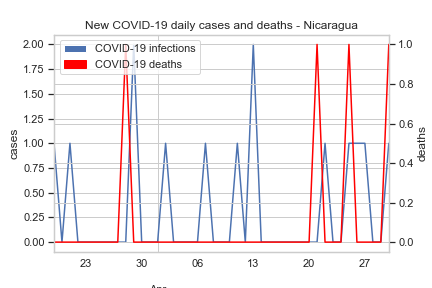 New COVID-19 daily cases and deaths - Nicaragua
COVID-19 infections
COVID-19 deaths
cases
2.00
1.75
1.50
1.25
1.00
0.75
0.50
0.25
0.00
deaths
1.0
0.8
0.6
0.4
0.2
0.0
23 30 06 13 20 27